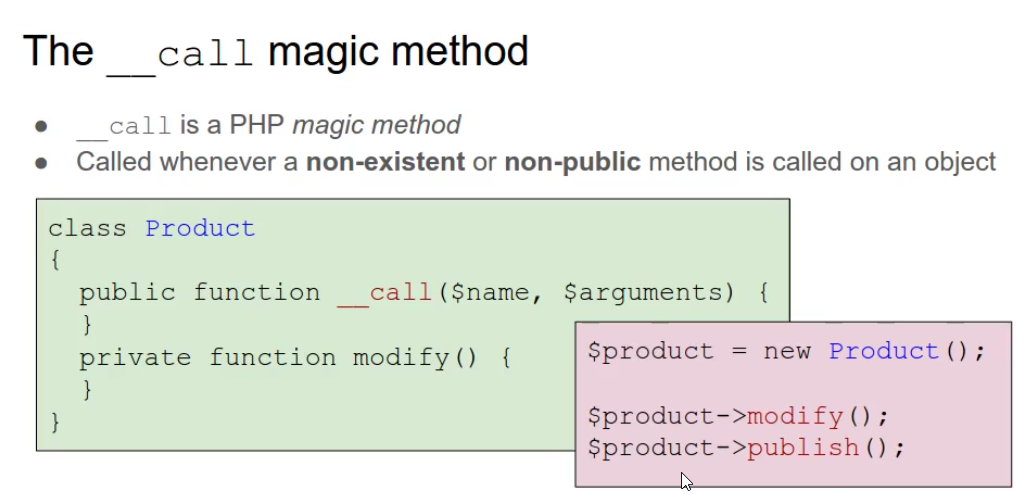 The __call magic method
● __call is a PHP magic method
● Called whenever a non-existent or non-public method is called on an object
class Product
{
  public function __call($name, $arguments) {
  }
  private function modify() {
  }
}
$product = new Product();
$product->modify();
$product->publish();